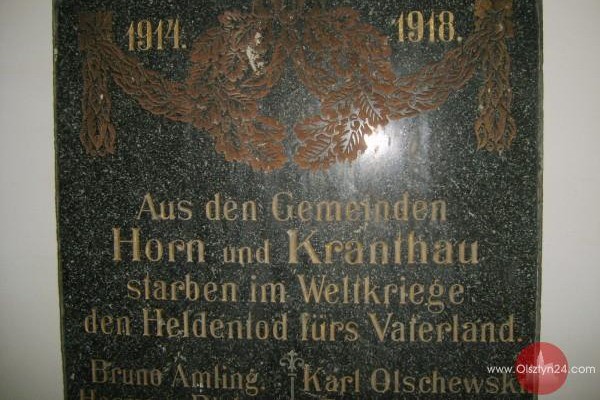 1914. 1918.
Aus den Gemeinden
Horn und Kranthau
starben im Weltkriege
den Heldentod fürs Vaterland.
Bruno Amling. Karl Olschewski
www.Olsztyn24.com